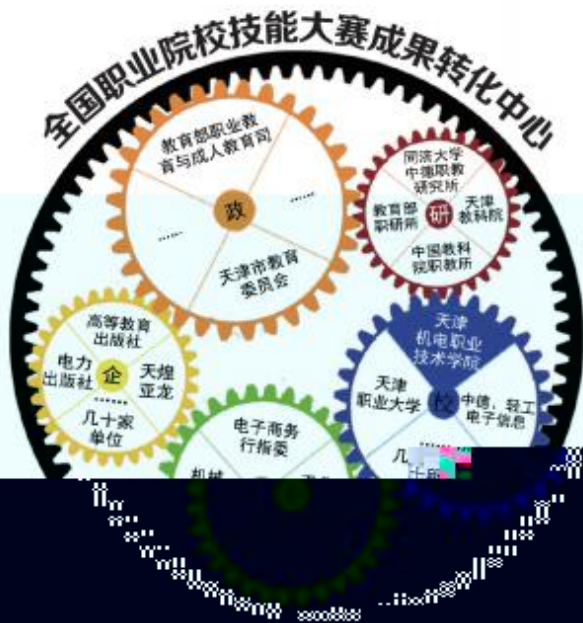 全国职业院校技能大赛成果转化中心
教育部职业教
育与成人教育司
……
……
政
天津市教育
委员会
同济大学
中德职教
研究所
教育部
职研所
研
天津
教科院
中国教科
院职教所
高等教育
出版社
电力
出版社
企
天煌
亚龙
……
几十家
单位
天津
机电职业
技术学院
天津
职业大学
校
中德，轻工
电子信息
……
电子商务
行指委
机械